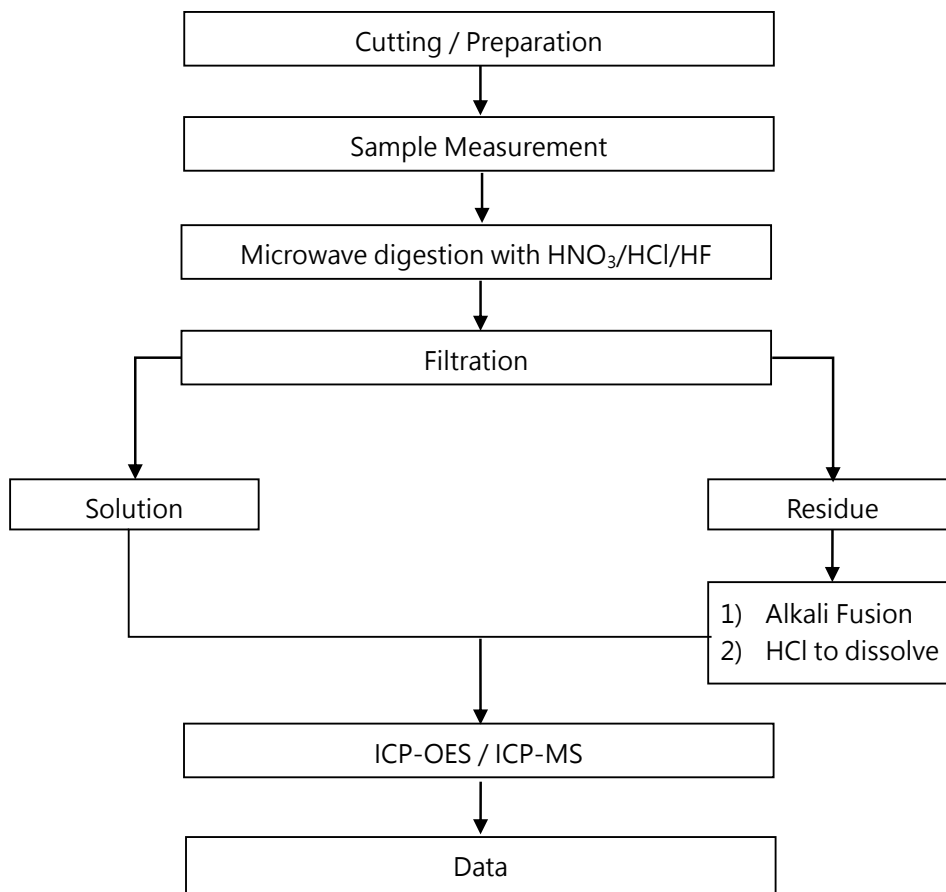 Cutting / Preparation
Sample Measurement
Microwave digestion with HNO₃/HCl/HF
Filtration
Solution
Residue
1) Alkali Fusion
2) HCl to dissolve
ICP-OES / ICP-MS
Data